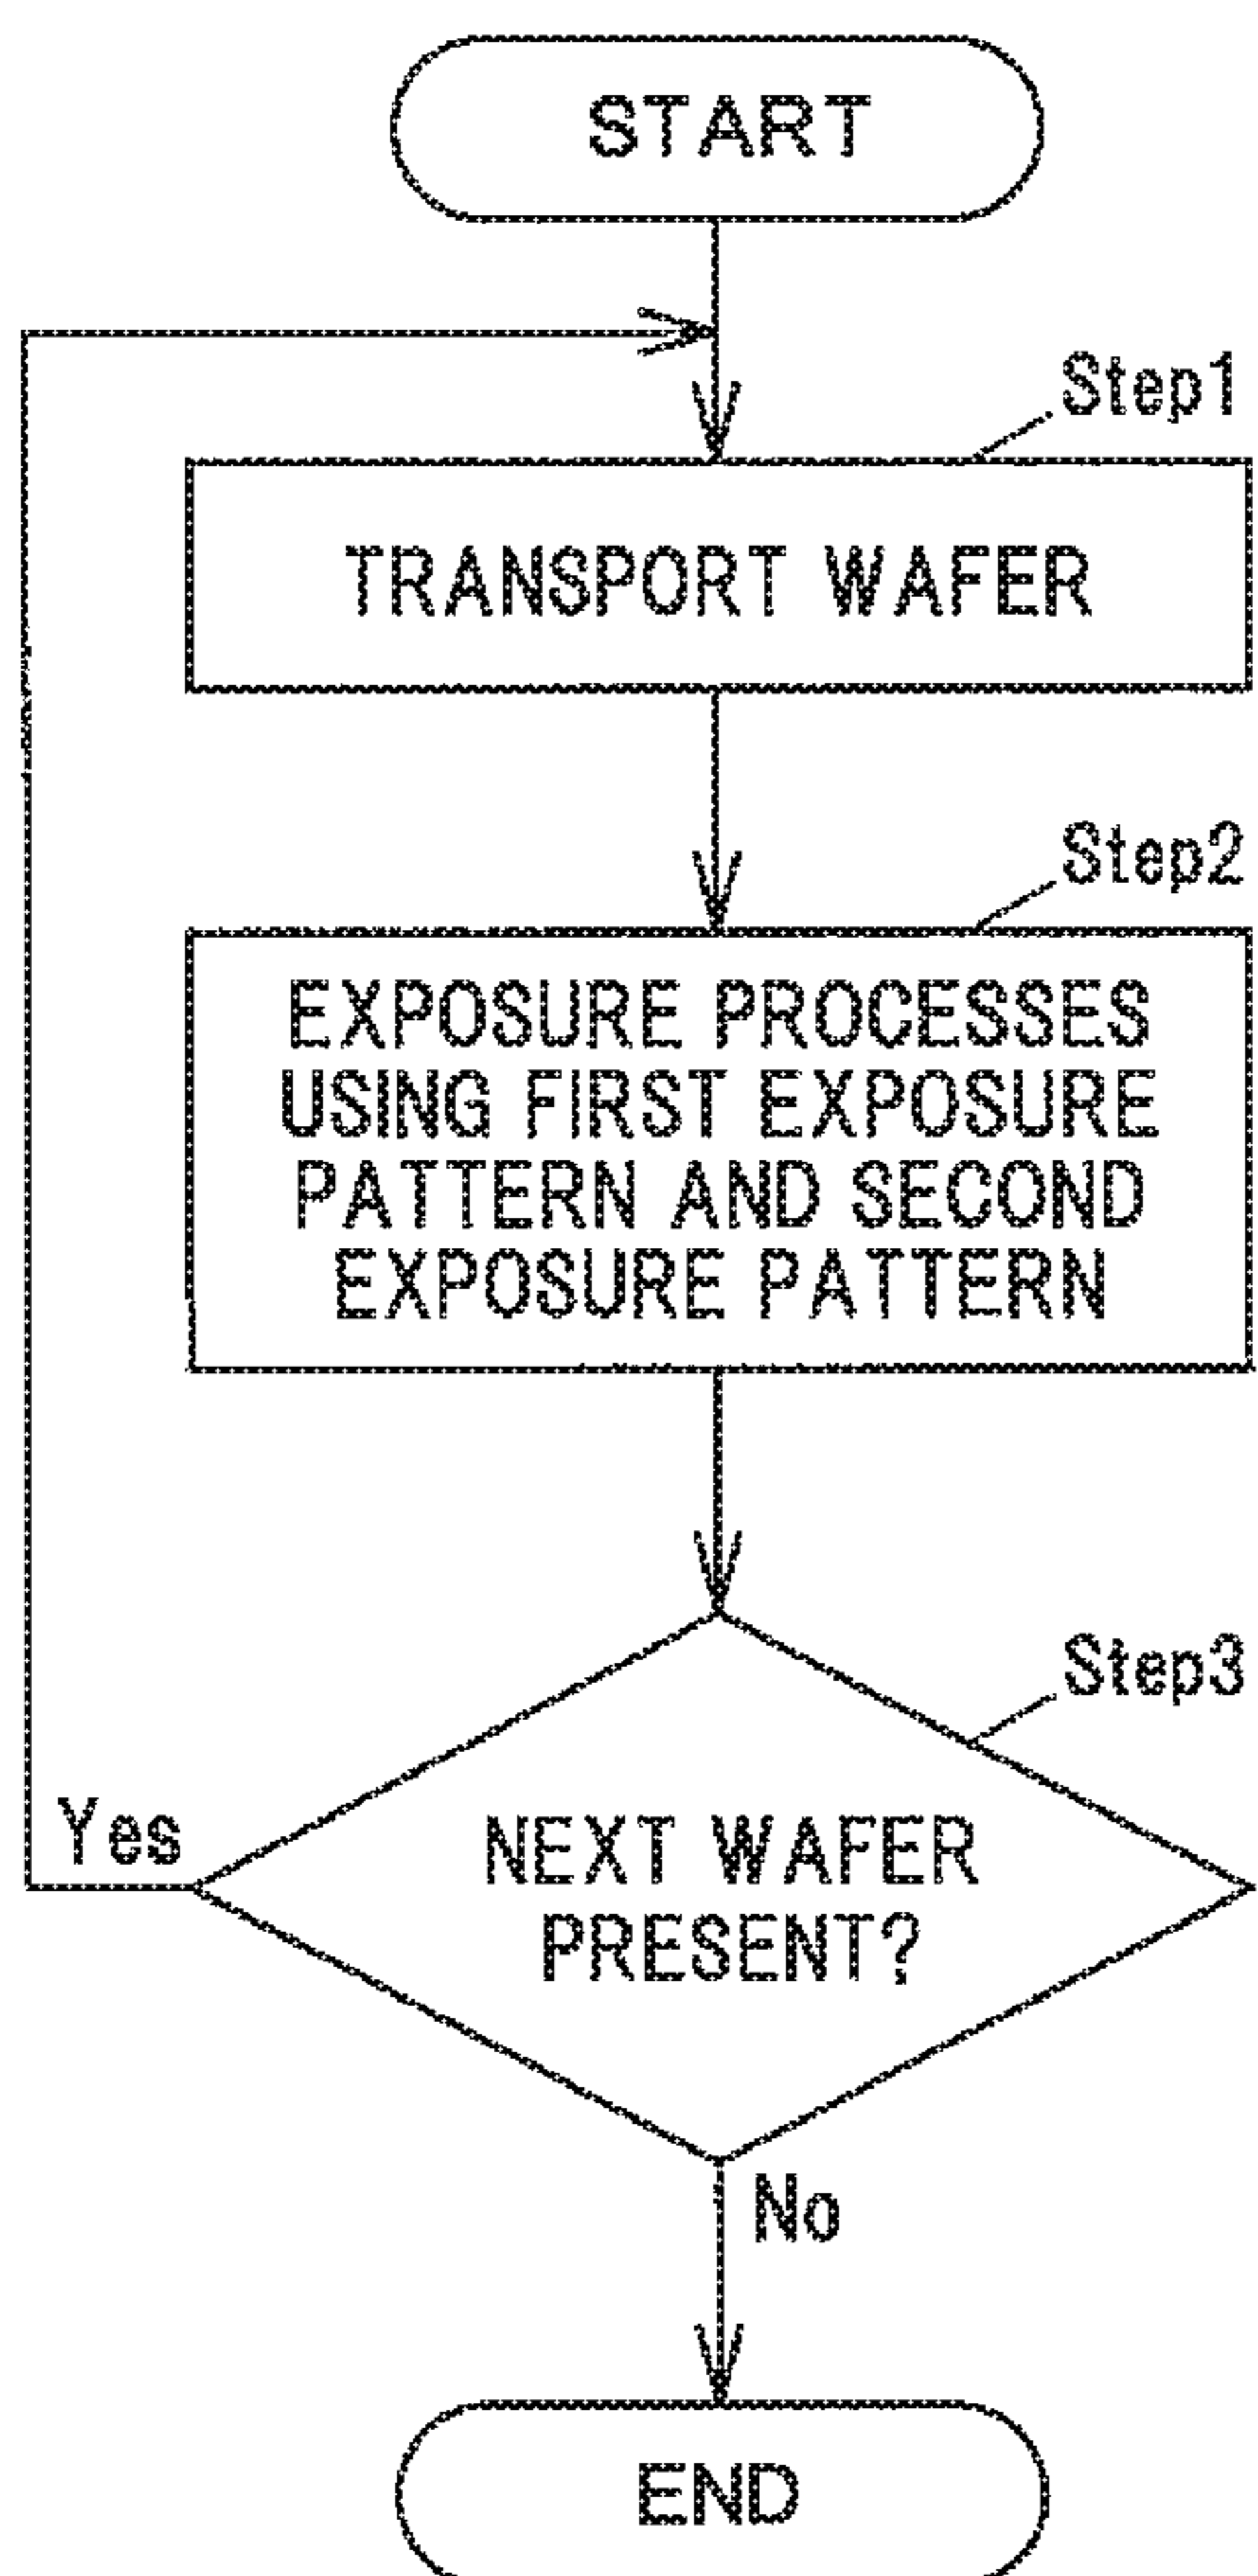 START
Step1
TRANSPORT WAFER
Step2
EXPOSURE PROCESSES
USING FIRST EXPOSURE
PATTERN AND SECOND
EXPOSURE PATTERN
Step3
Yes
NEXT WAFER
PRESENT?
No
END